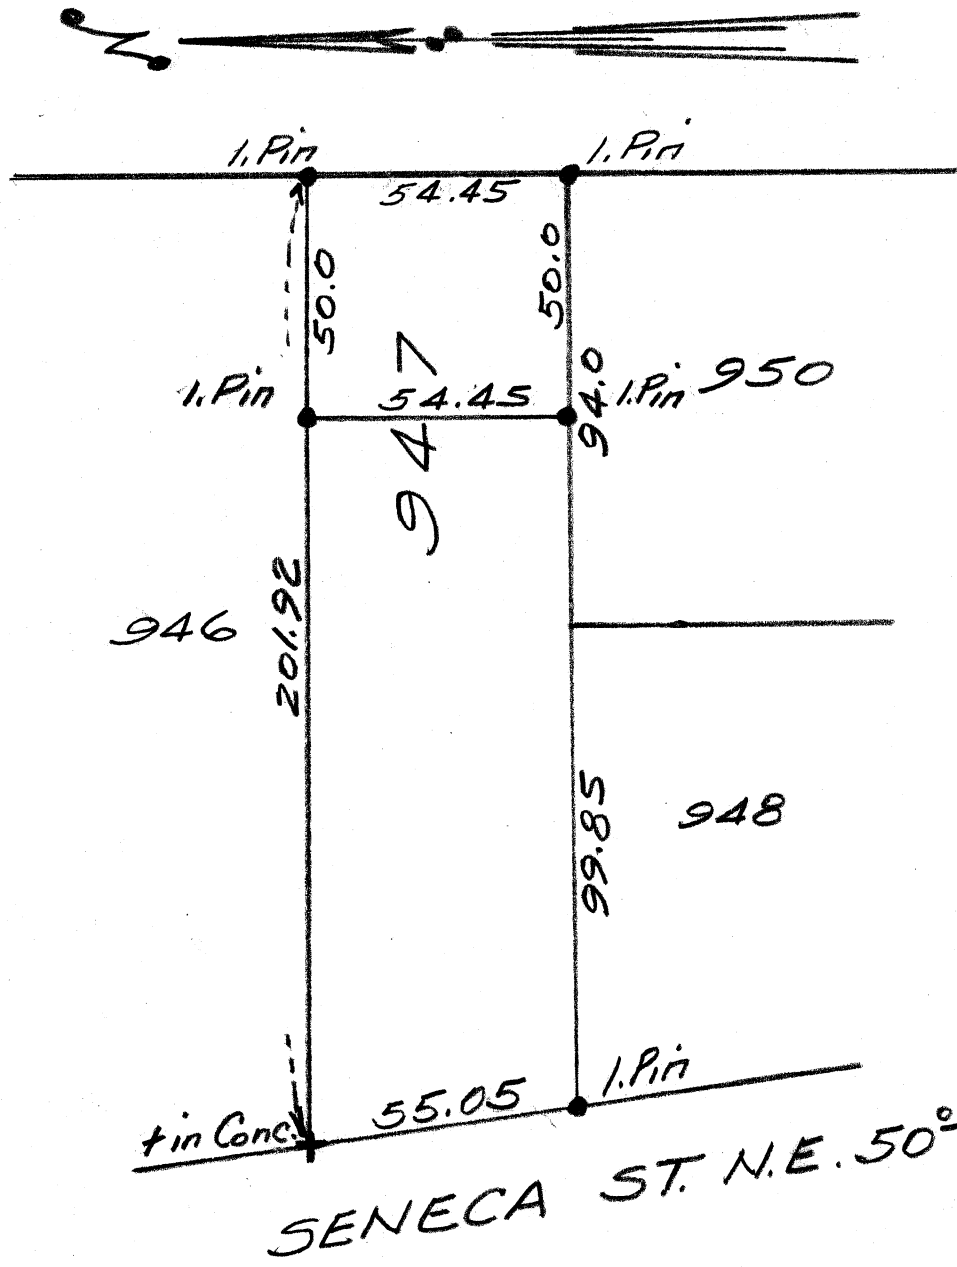 N
I. Pin
I. Pin
54.45
50.0
50.0
I. Pin
54.45
I. Pin
950
94.0
947
946
201.92
948
99.85
I. Pin
+ in Conc.
55.05
SENECA ST. N.E. 50°